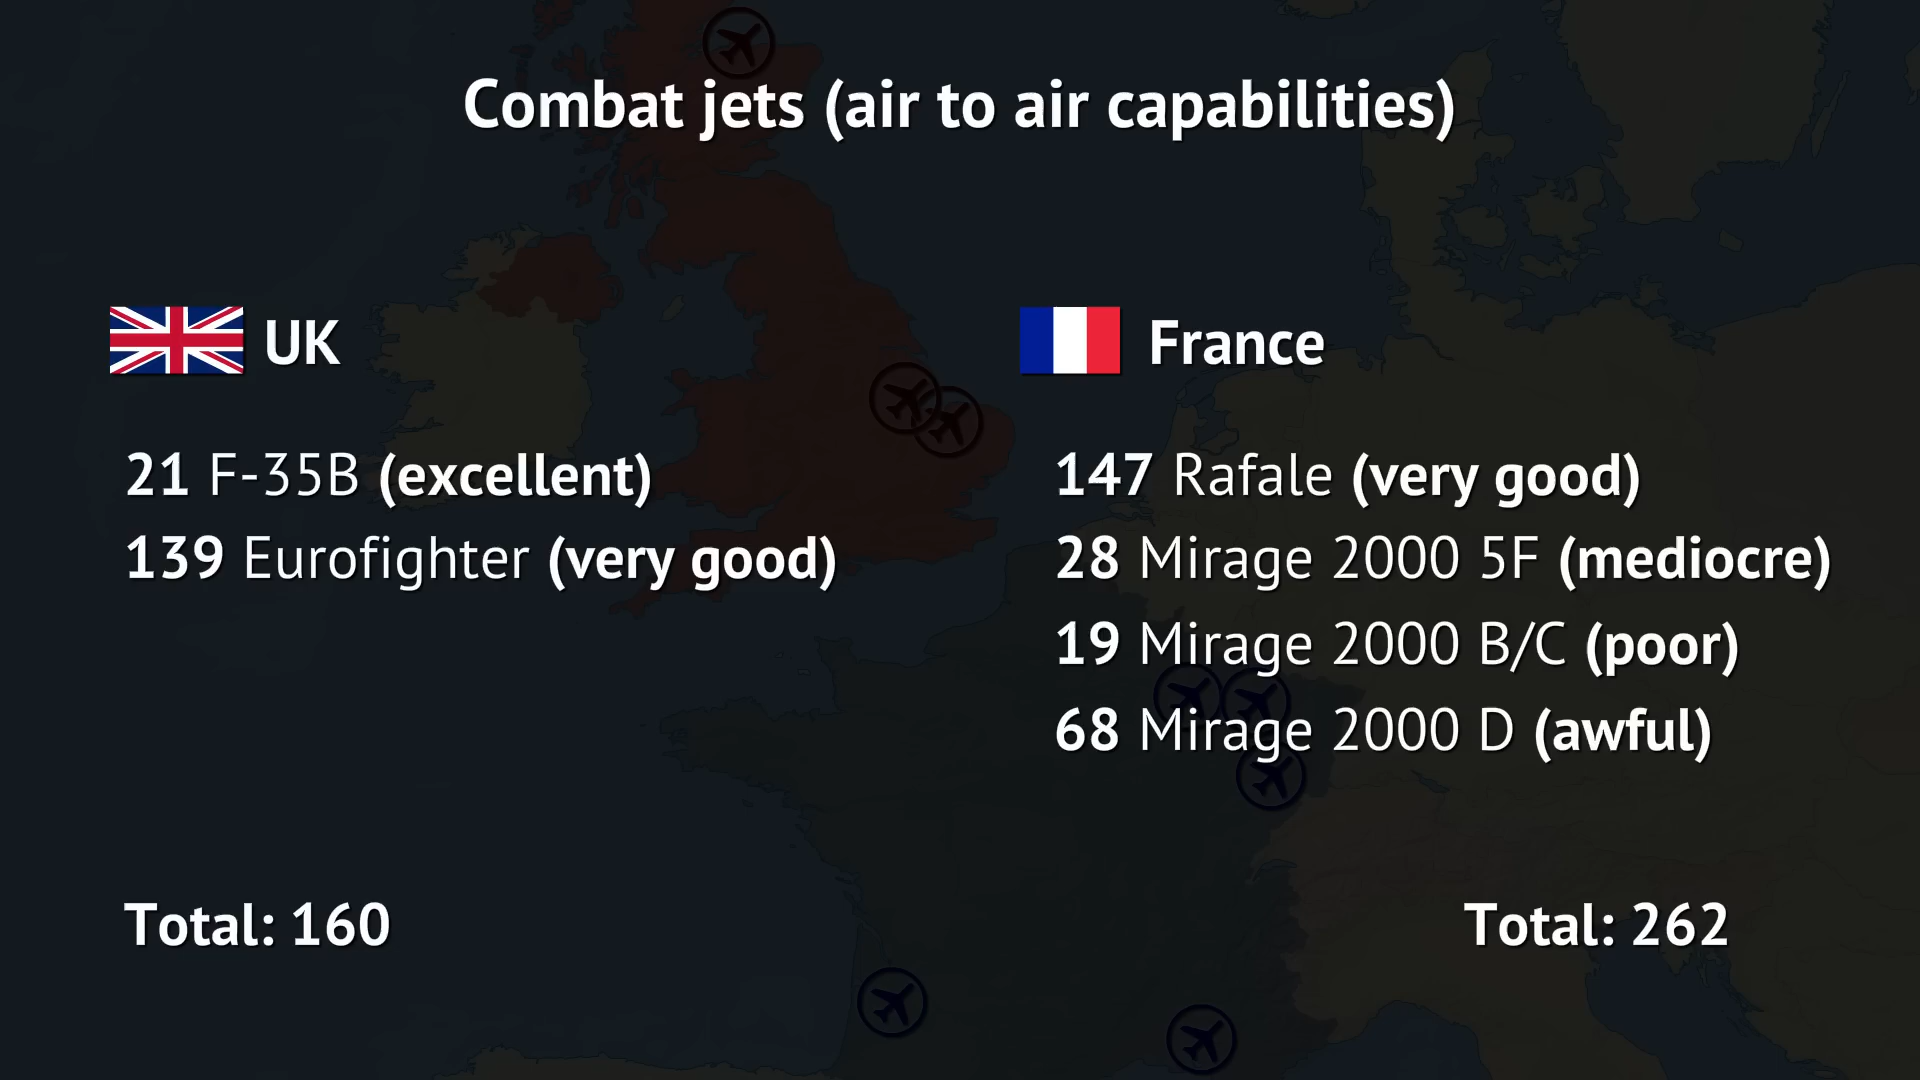 Combat jets (air to air capabilities)
UK
21 F-35B (excellent)
139 Eurofighter (very good)
Total: 160
France
147 Rafale (very good)
28 Mirage 2000 5F (mediocre)
19 Mirage 2000 B/C (poor)
68 Mirage 2000 D (awful)
Total: 262